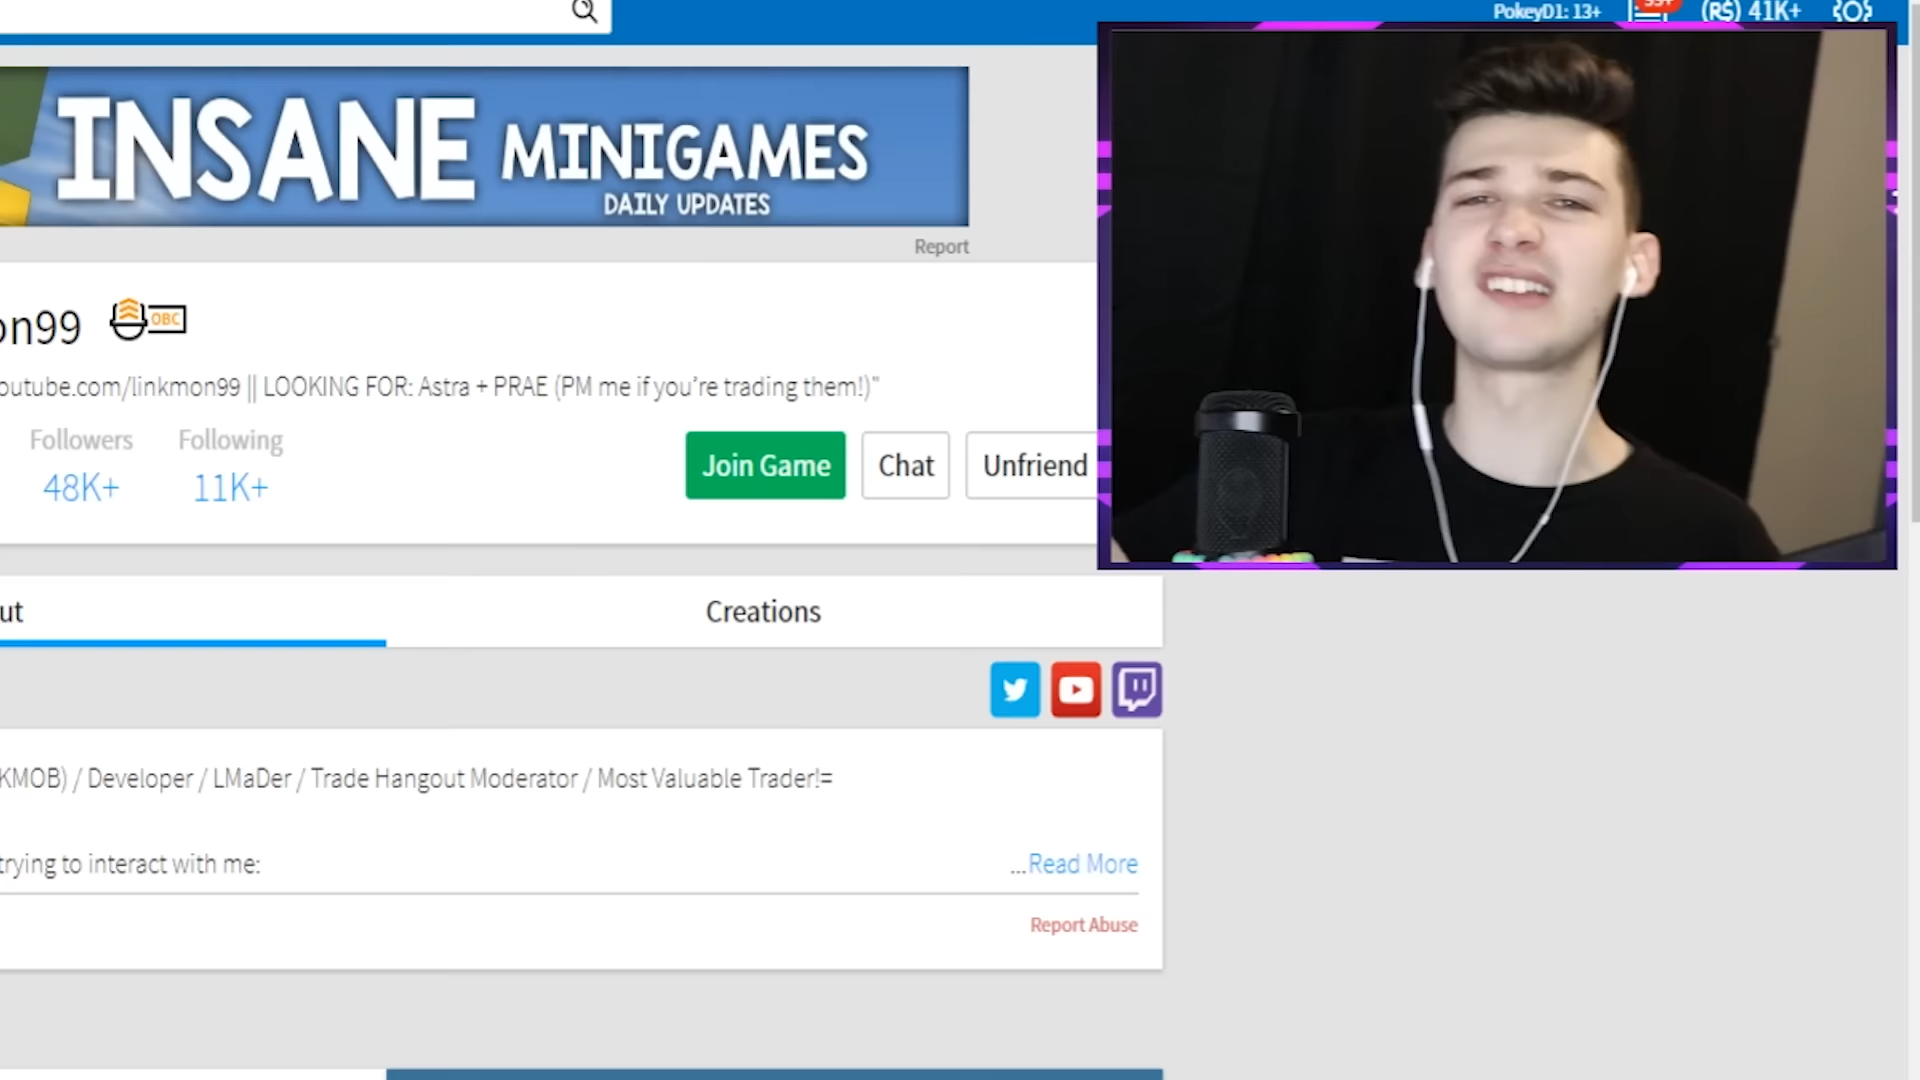 PokeyD1: 13+ 99+ R$ 41K+
INSANE MINIGAMES
DAILY UPDATES
Report
on99 OBC
outube.com/linkmon99 || LOOKING FOR: Astra + PRAE (PM me if you're trading them!)"
Followers Following
48K+ 11K+
Join Game Chat Unfriend
ut Creations
KMOB) / Developer / LMaDer / Trade Hangout Moderator / Most Valuable Trader!=
trying to interact with me:
...Read More
Report Abuse